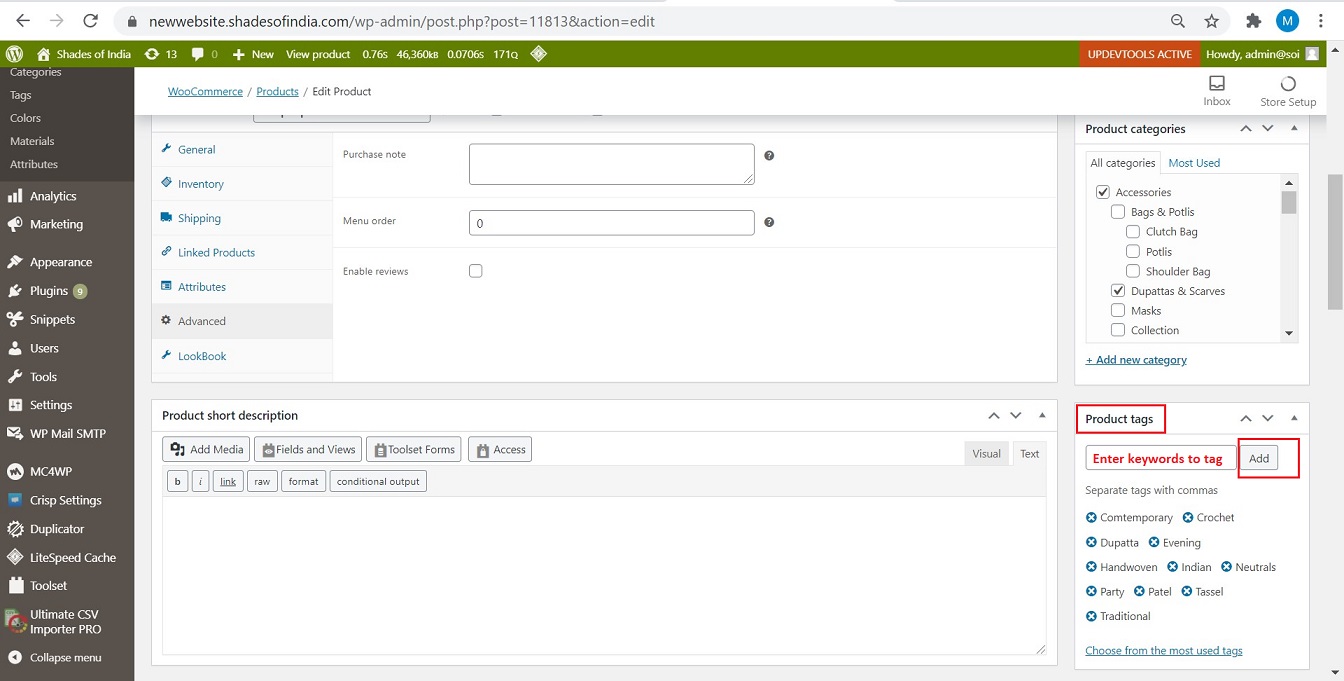 newwebsite.shadesofindia.com/wp-admin/post.php?post=11813&action=edit
M
Shades of India 13 0 New View product 0.76s 46,360KB 0.0706s 171Q UPDEVTOOLS ACTIVE Howdy, admin@soi
Categories
Tags
Colors
Materials
Attributes
Analytics
Marketing
Appearance
Plugins 9
Snippets
Users
Tools
Settings
WP Mail SMTP
MC4WP
Crisp Settings
Duplicator
LiteSpeed Cache
Toolset
Ultimate CSV
Importer PRO
Collapse menu
WooCommerce / Products / Edit Product
Inbox
Store Setup
General
Inventory
Shipping
Linked Products
Attributes
Advanced
LookBook
Purchase note
Menu order 0
Enable reviews
Product short description
Add Media Fields and Views Toolset Forms Access
Visual Text
b i link raw format conditional output
Product categories
All categories Most Used
Accessories
Bags & Potlis
Clutch Bag
Potlis
Shoulder Bag
Dupattas & Scarves
Masks
Collection
+ Add new category
Product tags
Enter keywords to tag Add
Separate tags with commas
Comtemporary Crochet
Dupatta Evening
Handwoven Indian Neutrals
Party Patel Tassel
Traditional
Choose from the most used tags